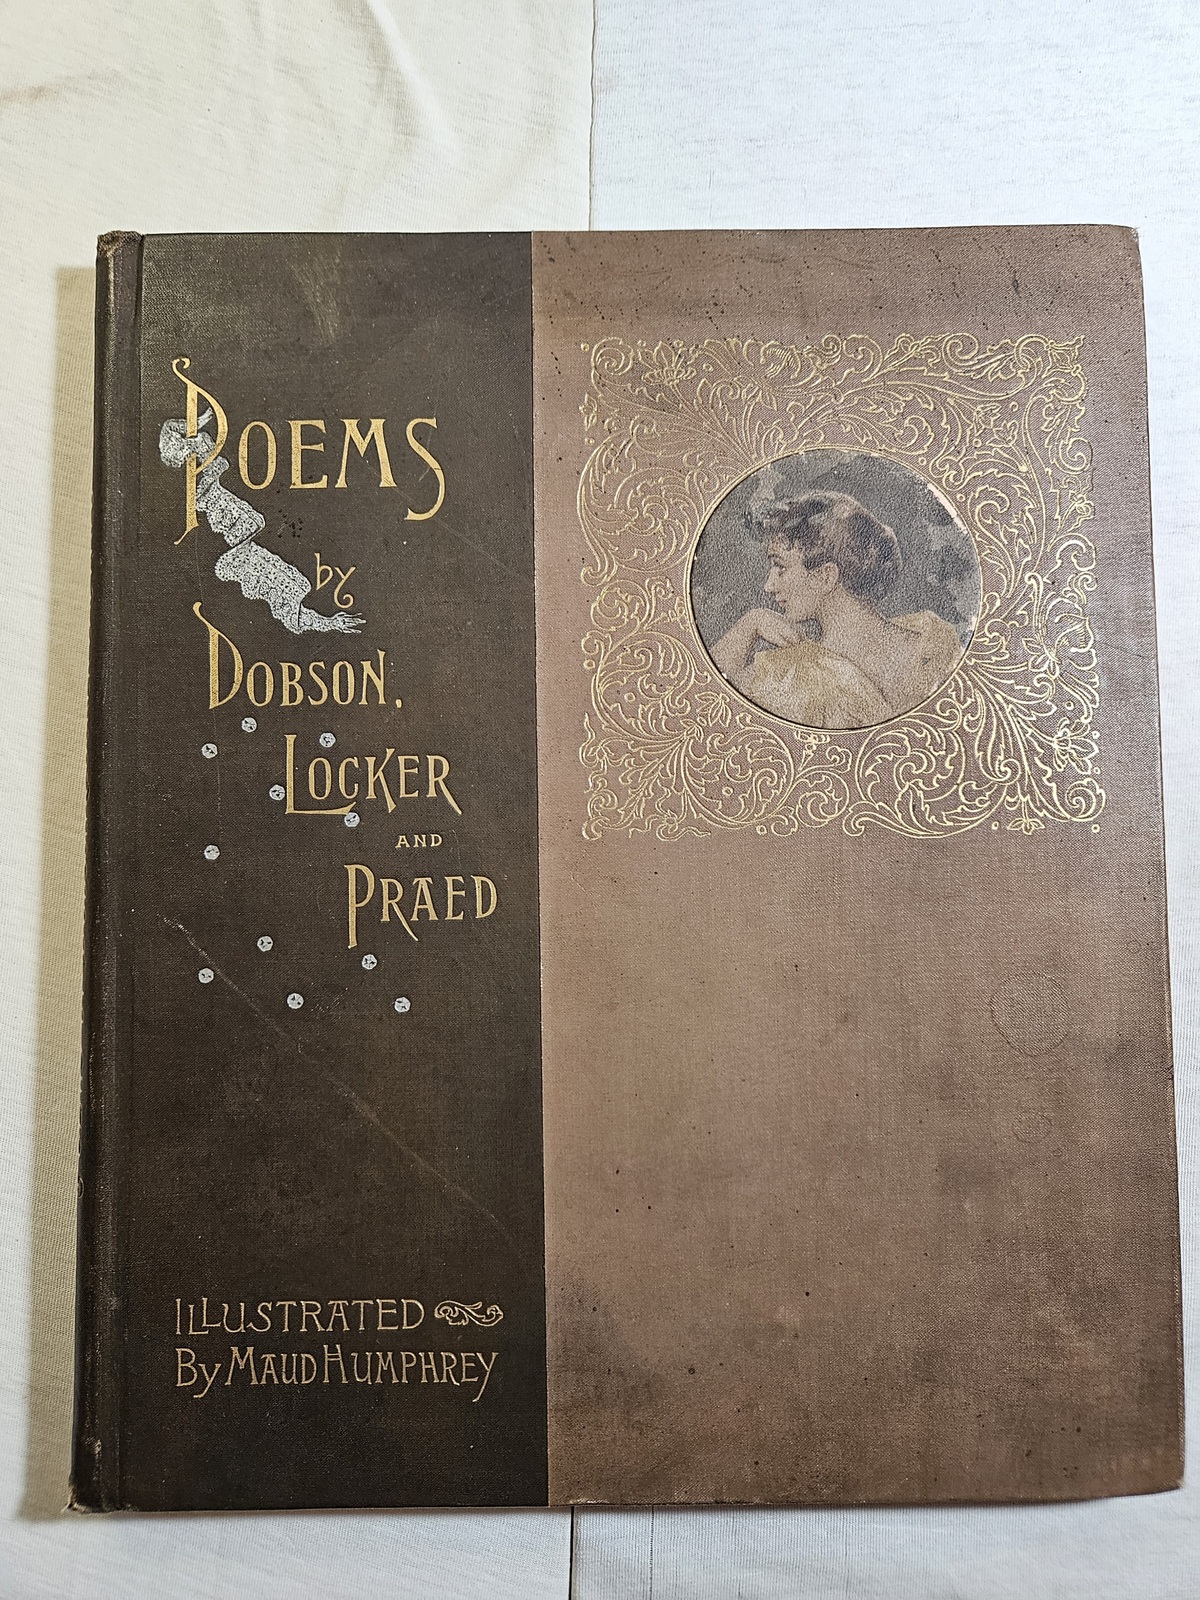 POEMS
by
DOBSON,
LOCKER
AND
PRAED
ILLUSTRATED
By MAUD HUMPHREY